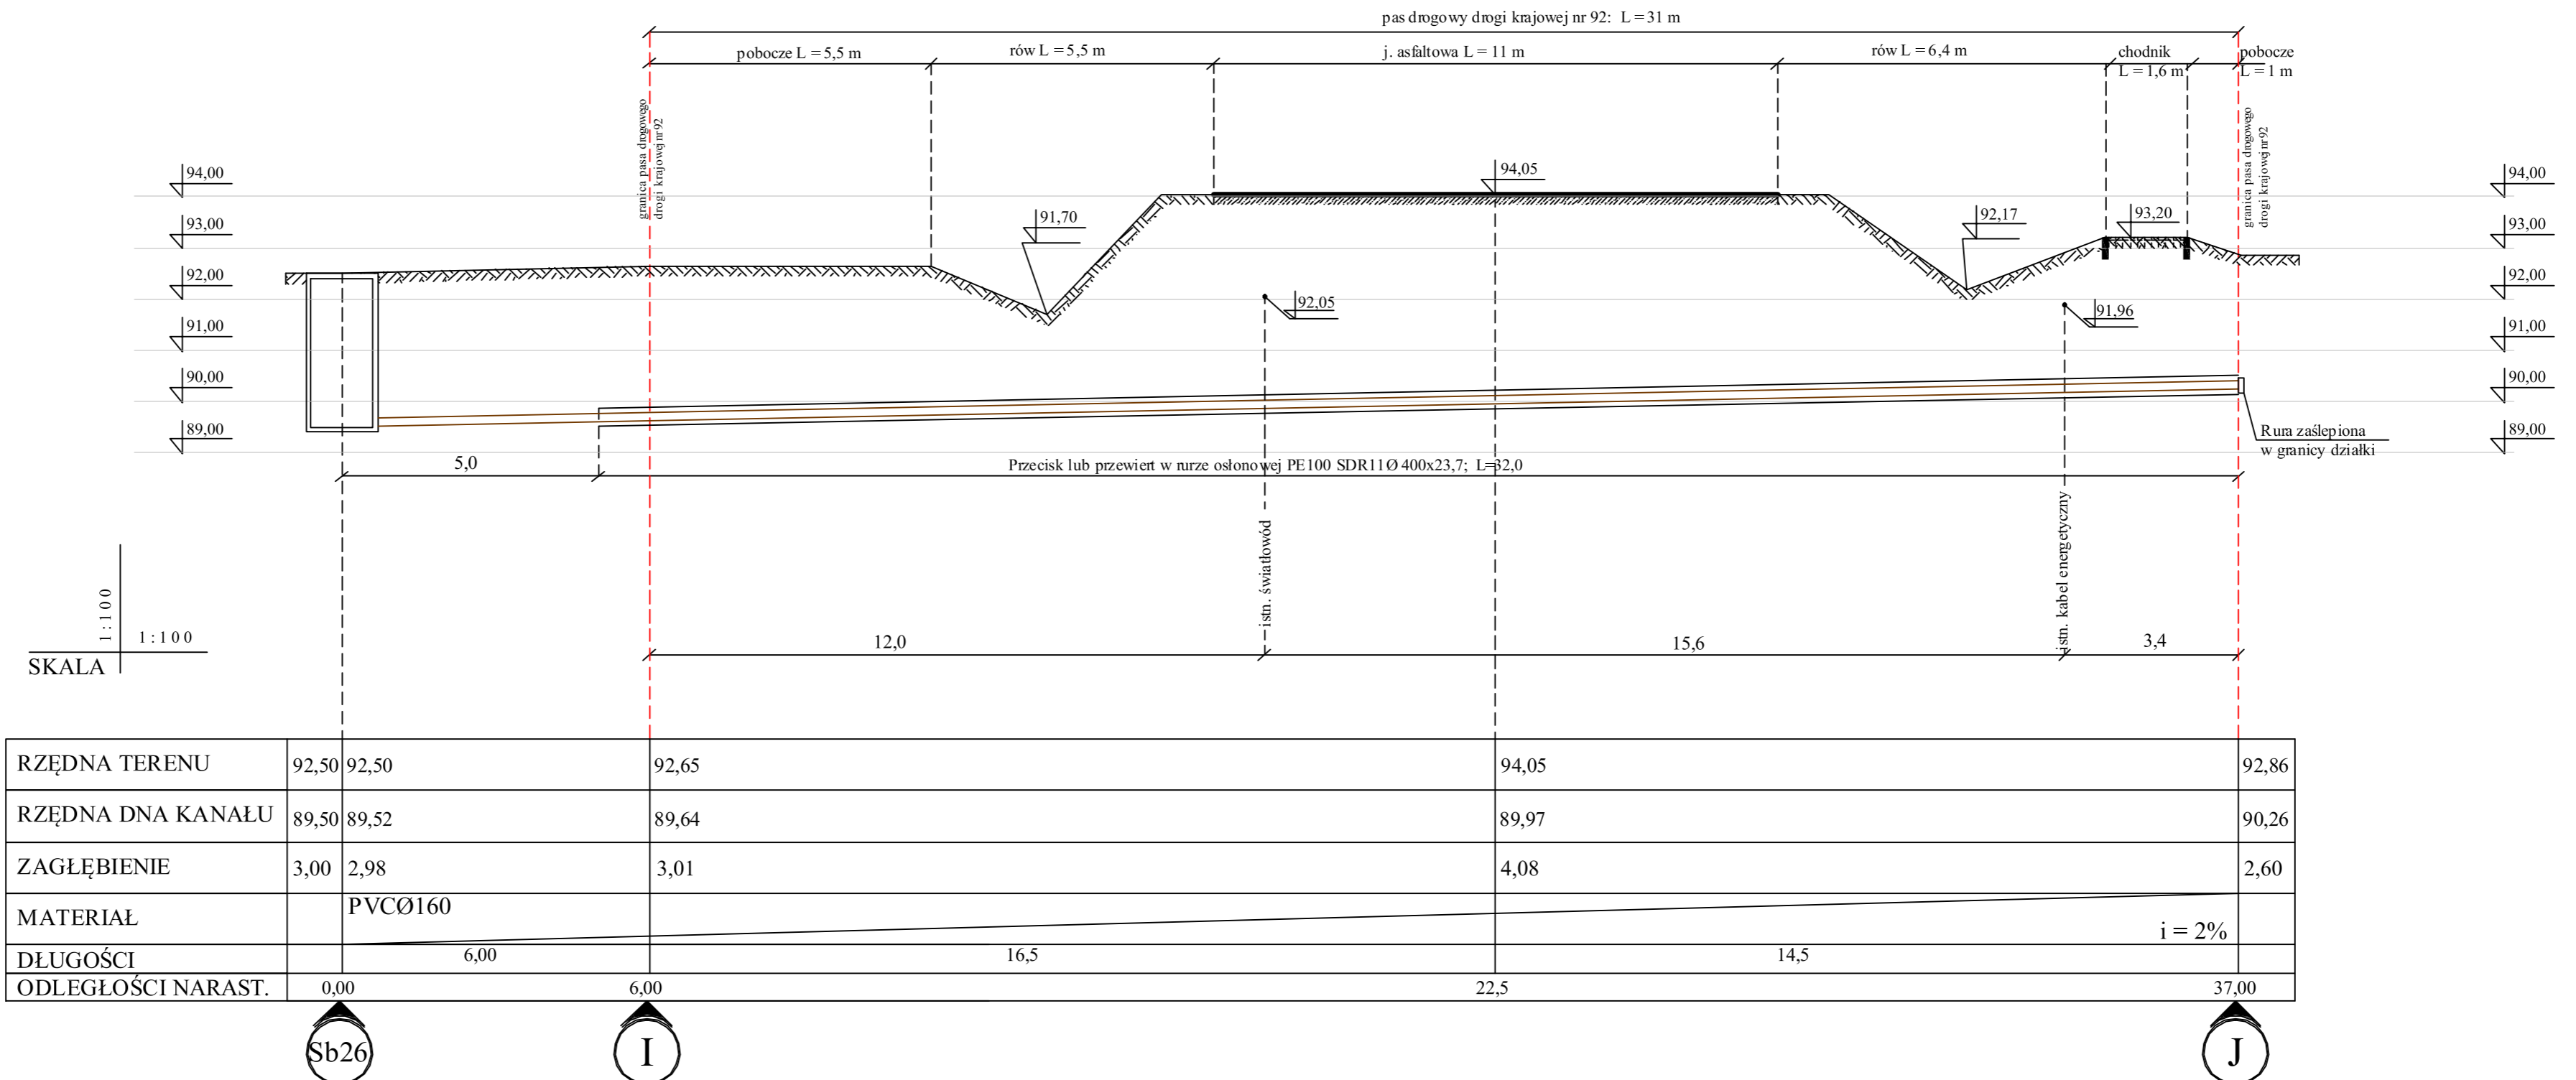 pas drogowy drogi krajowej nr 92: L = 31 m
pobocze L = 5,5 m
rów L = 5,5 m
j. asfaltowa L = 11 m
rów L = 6,4 m
chodnik
L = 1,6 m
pobocze
L = 1 m
granica pasa drogowego
drogi krajowej nr 92
granica pasa drogowego
drogi krajowej nr 92
94,00
93,00
92,00
91,00
90,00
89,00
91,70
94,05
92,17
93,20
92,05
91,96
94,00
93,00
92,00
91,00
90,00
89,00
Rura zaślepiona
w granicy działki
5,0
Przecisk lub przewiert w rurze osłonowej PE100 SDR11 Ø 400x23,7; L=32,0
istn. światłowód
istn. kabel energetyczny
1:100
1:100
SKALA
12,0
15,6
3,4
RZĘDNA TERENU 92,50 92,50 92,65 94,05 92,86
RZĘDNA DNA KANAŁU 89,50 89,52 89,64 89,97 90,26
ZAGŁĘBIENIE 3,00 2,98 3,01 4,08 2,60
MATERIAŁ PVCØ160 i = 2%
DŁUGOŚCI 6,00 16,5 14,5
ODLEGŁOŚCI NARAST. 0,00 6,00 22,5 37,00
Sb26 I J